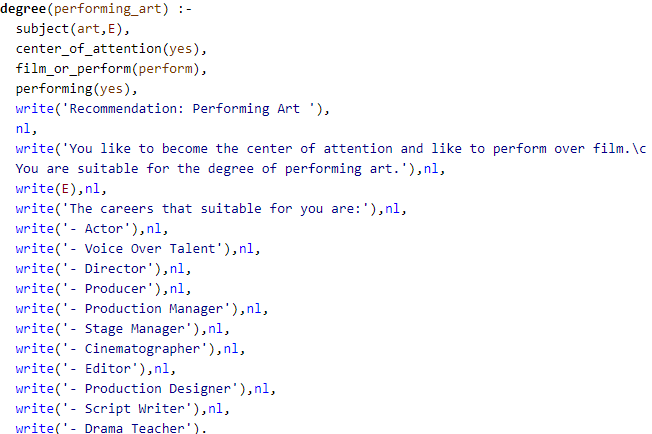 degree(performing_art) :-
subject(art,E),
center_of_attention(yes),
film_or_perform(perform),
performing(yes),
write('Recommendation: Performing Art '),
nl,
write('You like to become the center of attention and like to perform over film.\c
You are suitable for the degree of performing art.'),nl,
write(E),nl,
write('The careers that suitable for you are:'),nl,
write('- Actor'),nl,
write('- Voice Over Talent'),nl,
write('- Director'),nl,
write('- Producer'),nl,
write('- Production Manager'),nl,
write('- Stage Manager'),nl,
write('- Cinematographer'),nl,
write('- Editor'),nl,
write('- Production Designer'),nl,
write('- Script Writer'),nl,
write('- Drama Teacher').